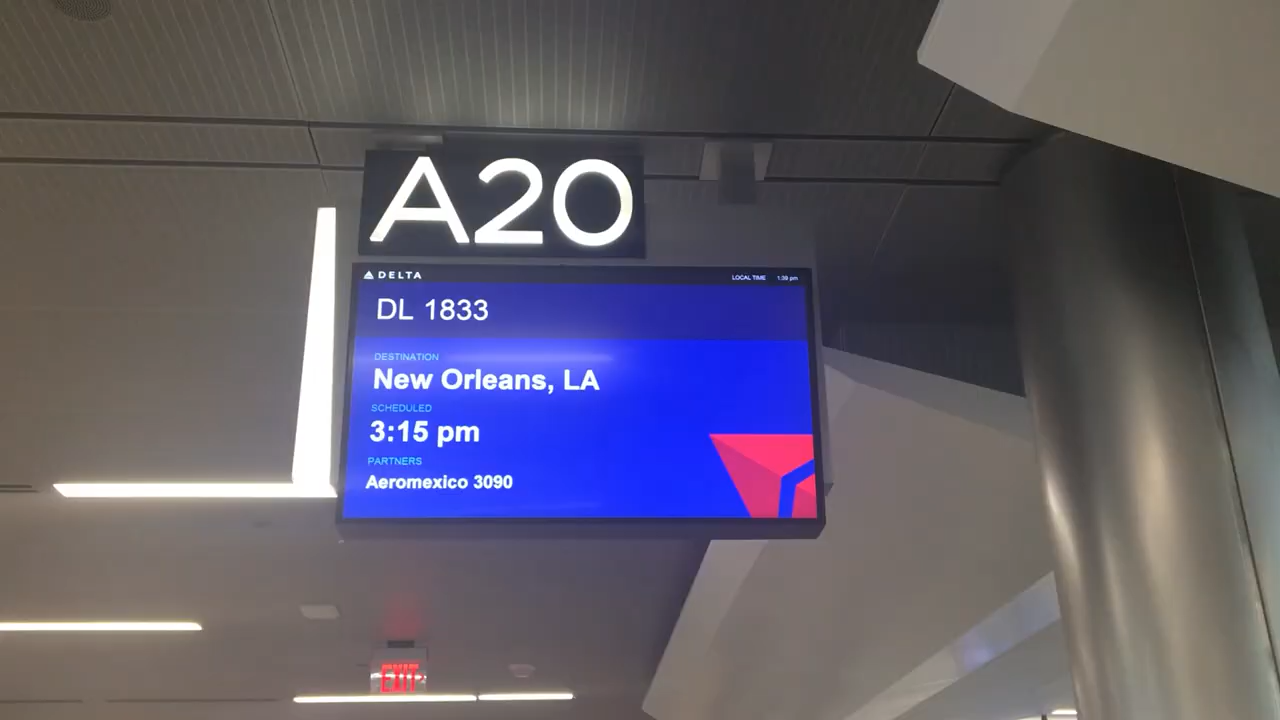 A20
DELTA
LOCAL TIME 1:39 pm
DL 1833
DESTINATION
New Orleans, LA
SCHEDULED
3:15 pm
PARTNERS
Aeromexico 3090
EXIT